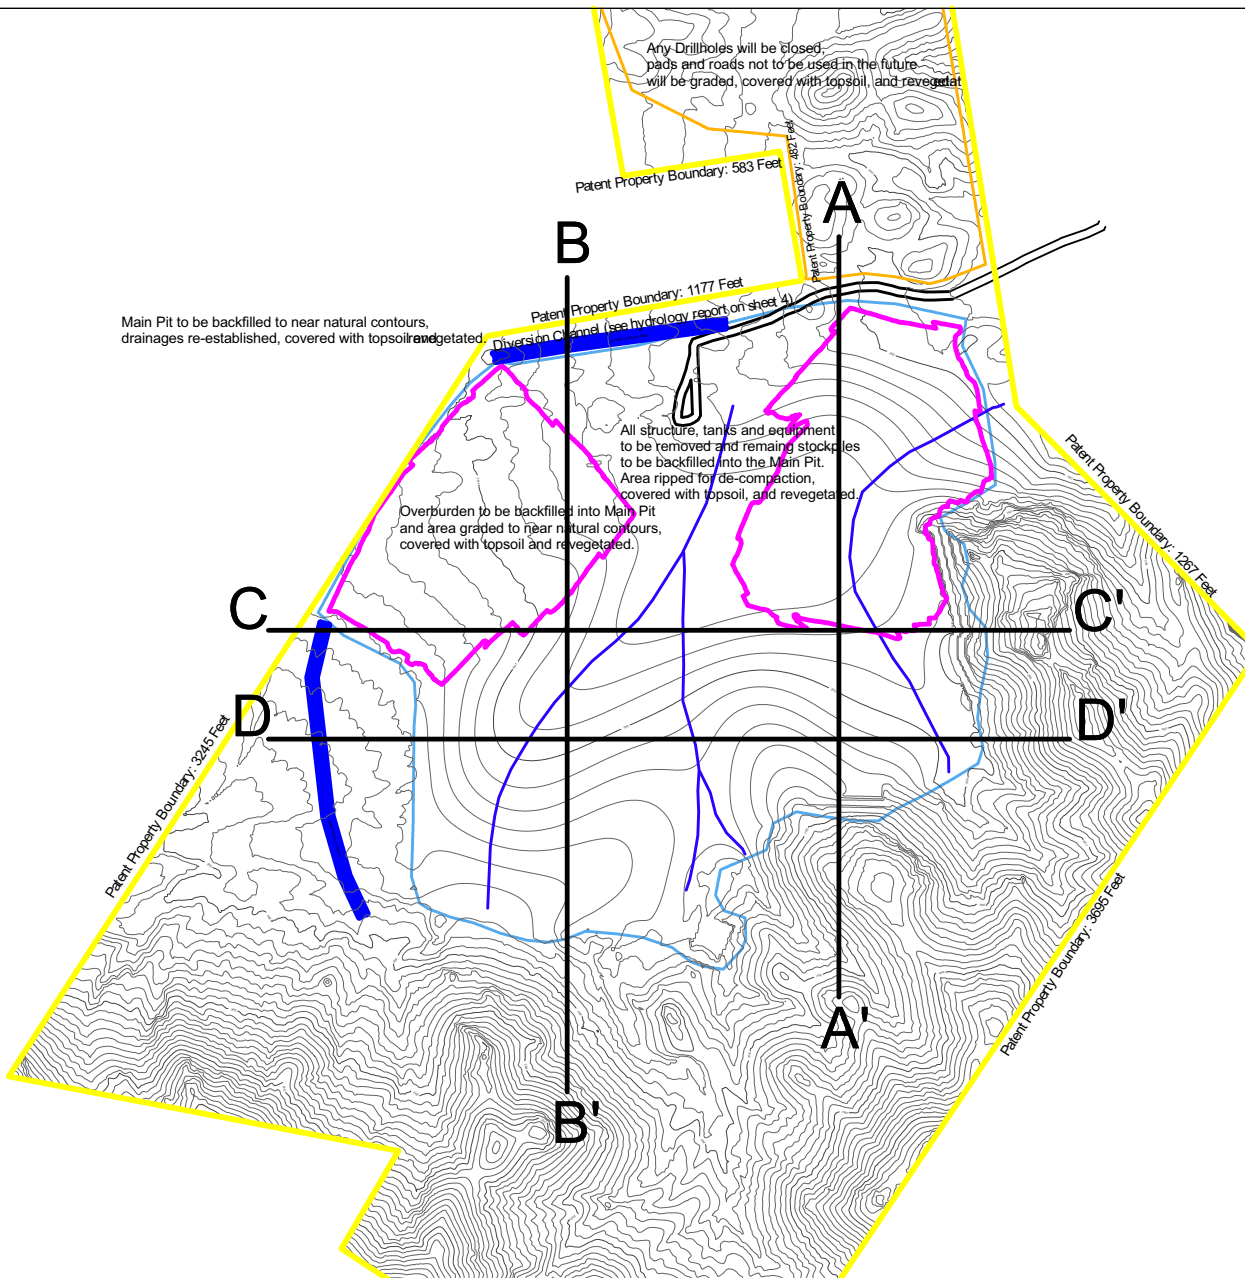 Any Drillholes will be closed,
pads and roads not to be used in the future
will be graded, covered with topsoil, and
Patent Property Boundary: 583 Feet
Patent Property Boundary: 482 Feet
A
B
Patent Property Boundary: 1177 Feet
Diversion Channel (see hydrology report on sheet 4)
Main Pit to be backfilled to near natural contours,
drainages re-established, covered with topsoil and revegetated.
All structure, tanks and equipment
to be removed and remaing stockpiles
to be backfilled into the Main Pit.
Area ripped for de-compaction,
covered with topsoil, and revegetated.
Overburden to be backfilled into Main Pit
and area graded to near natural contours,
covered with topsoil and revegetated.
Patent Property Boundary: 1267 Feet
C
C'
D
D'
Patent Property Boundary: 3245 Feet
Patent Property Boundary: 3695 Feet
A'
B'